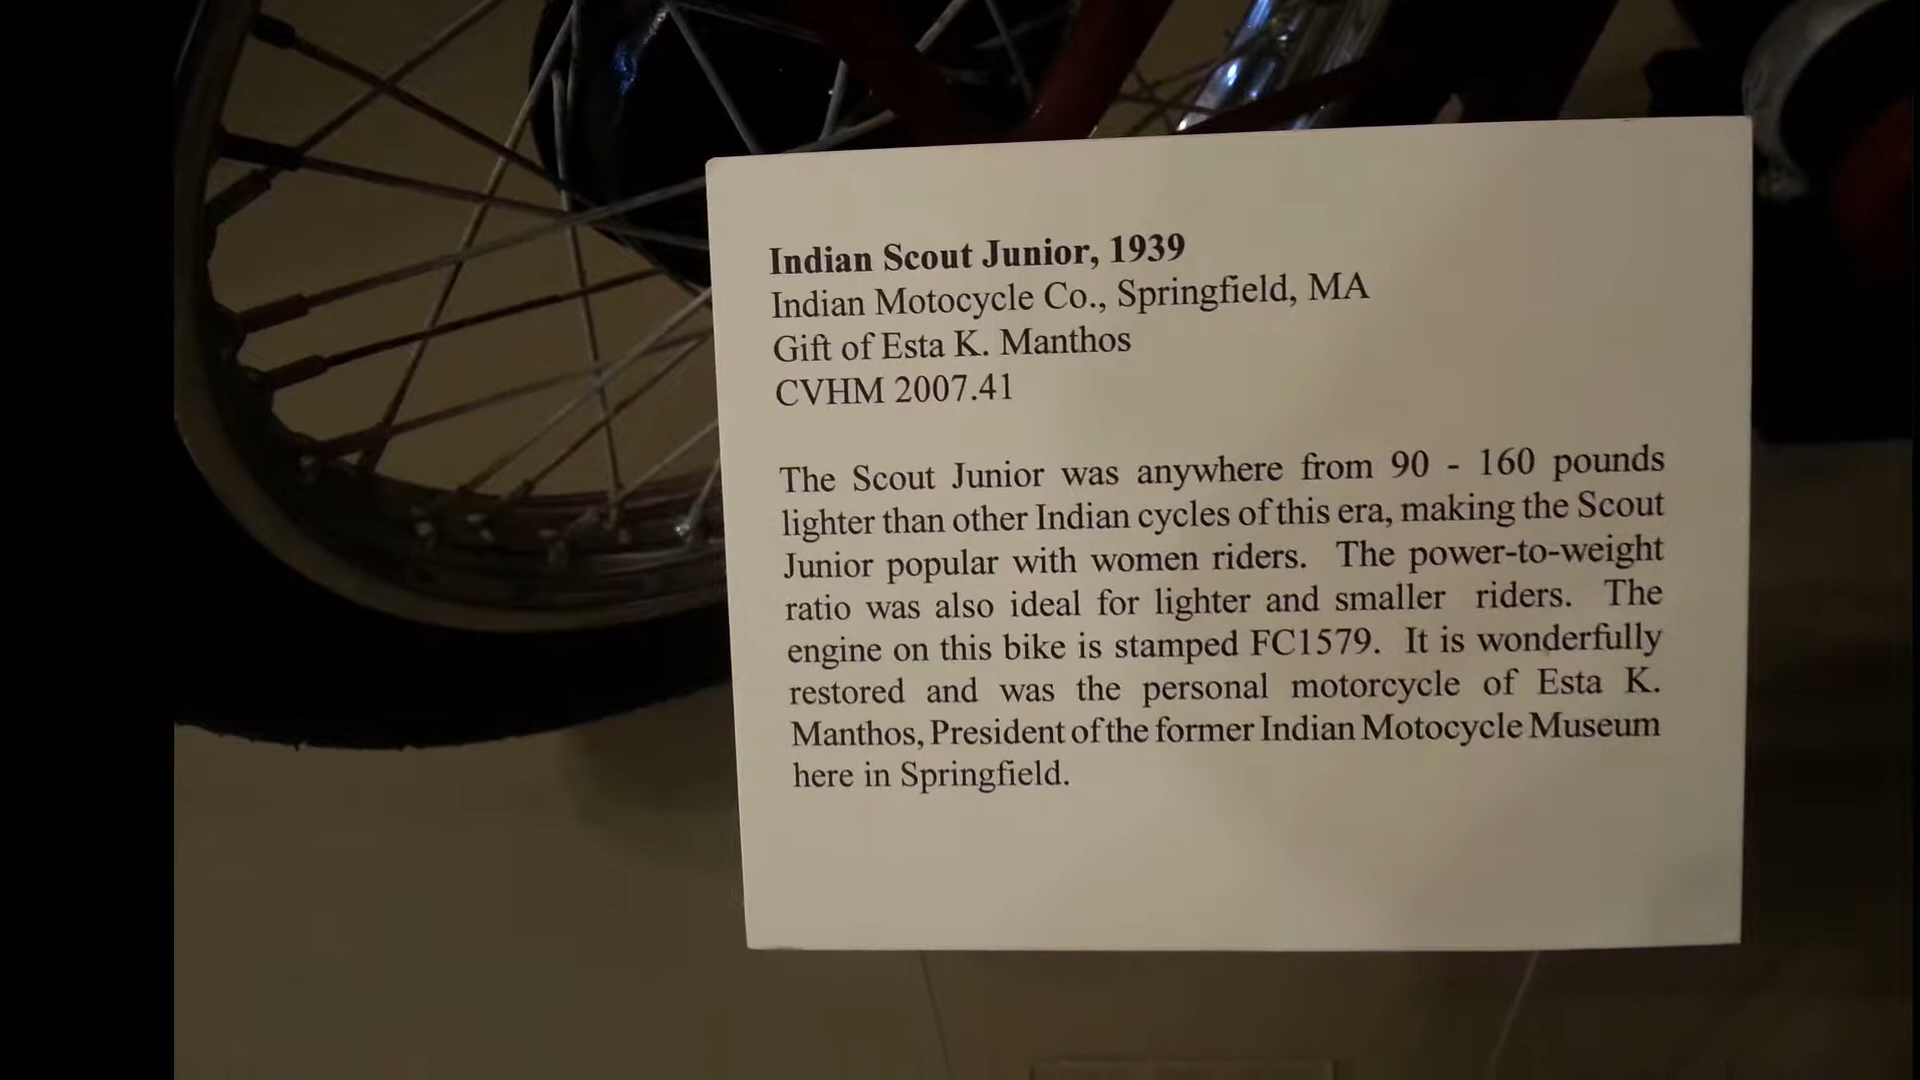 Indian Scout Junior, 1939
Indian Motocycle Co., Springfield, MA
Gift of Esta K. Manthos
CVHM 2007.41
The Scout Junior was anywhere from 90 - 160 pounds
lighter than other Indian cycles of this era, making the Scout
Junior popular with women riders. The power-to-weight
ratio was also ideal for lighter and smaller riders. The
engine on this bike is stamped FC1579. It is wonderfully
restored and was the personal motorcycle of Esta K.
Manthos, President of the former Indian Motocycle Museum
here in Springfield.